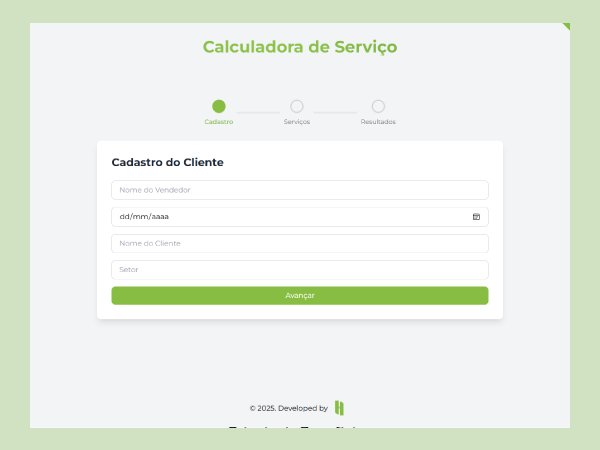 Calculadora de Serviço
Cadastro
Serviços
Resultados
Cadastro do Cliente
Nome do Vendedor
dd/mm/aaaa
Nome do Cliente
Setor
Avançar
© 2025. Developed by